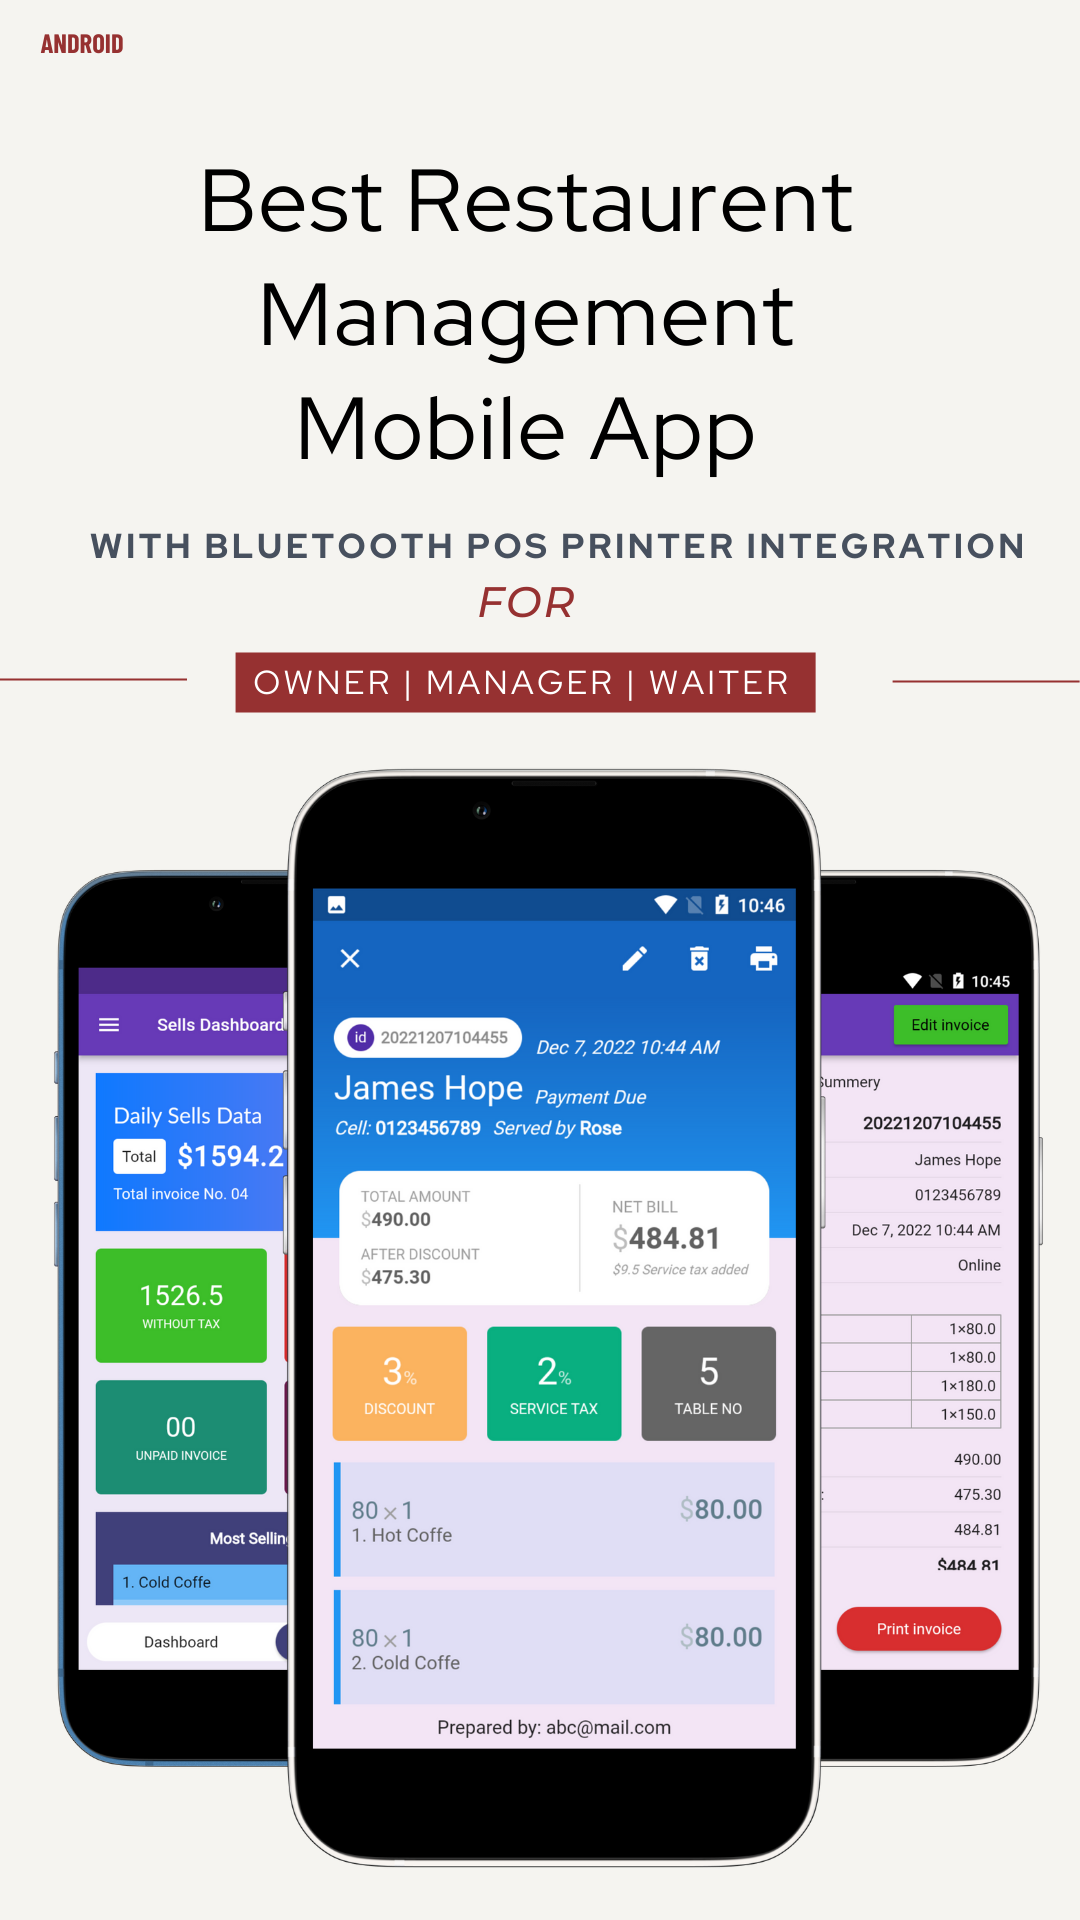 ANDROID
Best Restaurent
Management
Mobile App
WITH BLUETOOTH POS PRINTER INTEGRATION
FOR
OWNER | MANAGER | WAITER
Sells Dashboard
Daily Sells Data
Total $1594.2
Total invoice No. 04
1526.5
WITHOUT TAX
00
UNPAID INVOICE
Most Selling
1. Cold Coffe
Dashboard
10:46
id 20221207104455 Dec 7, 2022 10:44 AM
James Hope Payment Due
Cell: 0123456789 Served by Rose
TOTAL AMOUNT
$490.00
AFTER DISCOUNT
$475.30
NET BILL
$484.81
$9.5 Service tax added
3%
DISCOUNT
2%
SERVICE TAX
5
TABLE NO
80 × 1 $80.00
1. Hot Coffe
80 × 1 $80.00
2. Cold Coffe
Prepared by: abc@mail.com
10:45
Edit invoice
Summery
20221207104455
James Hope
0123456789
Dec 7, 2022 10:44 AM
Online
1×80.0
1×80.0
1×180.0
1×150.0
490.00
: 475.30
484.81
$484.81
Print invoice